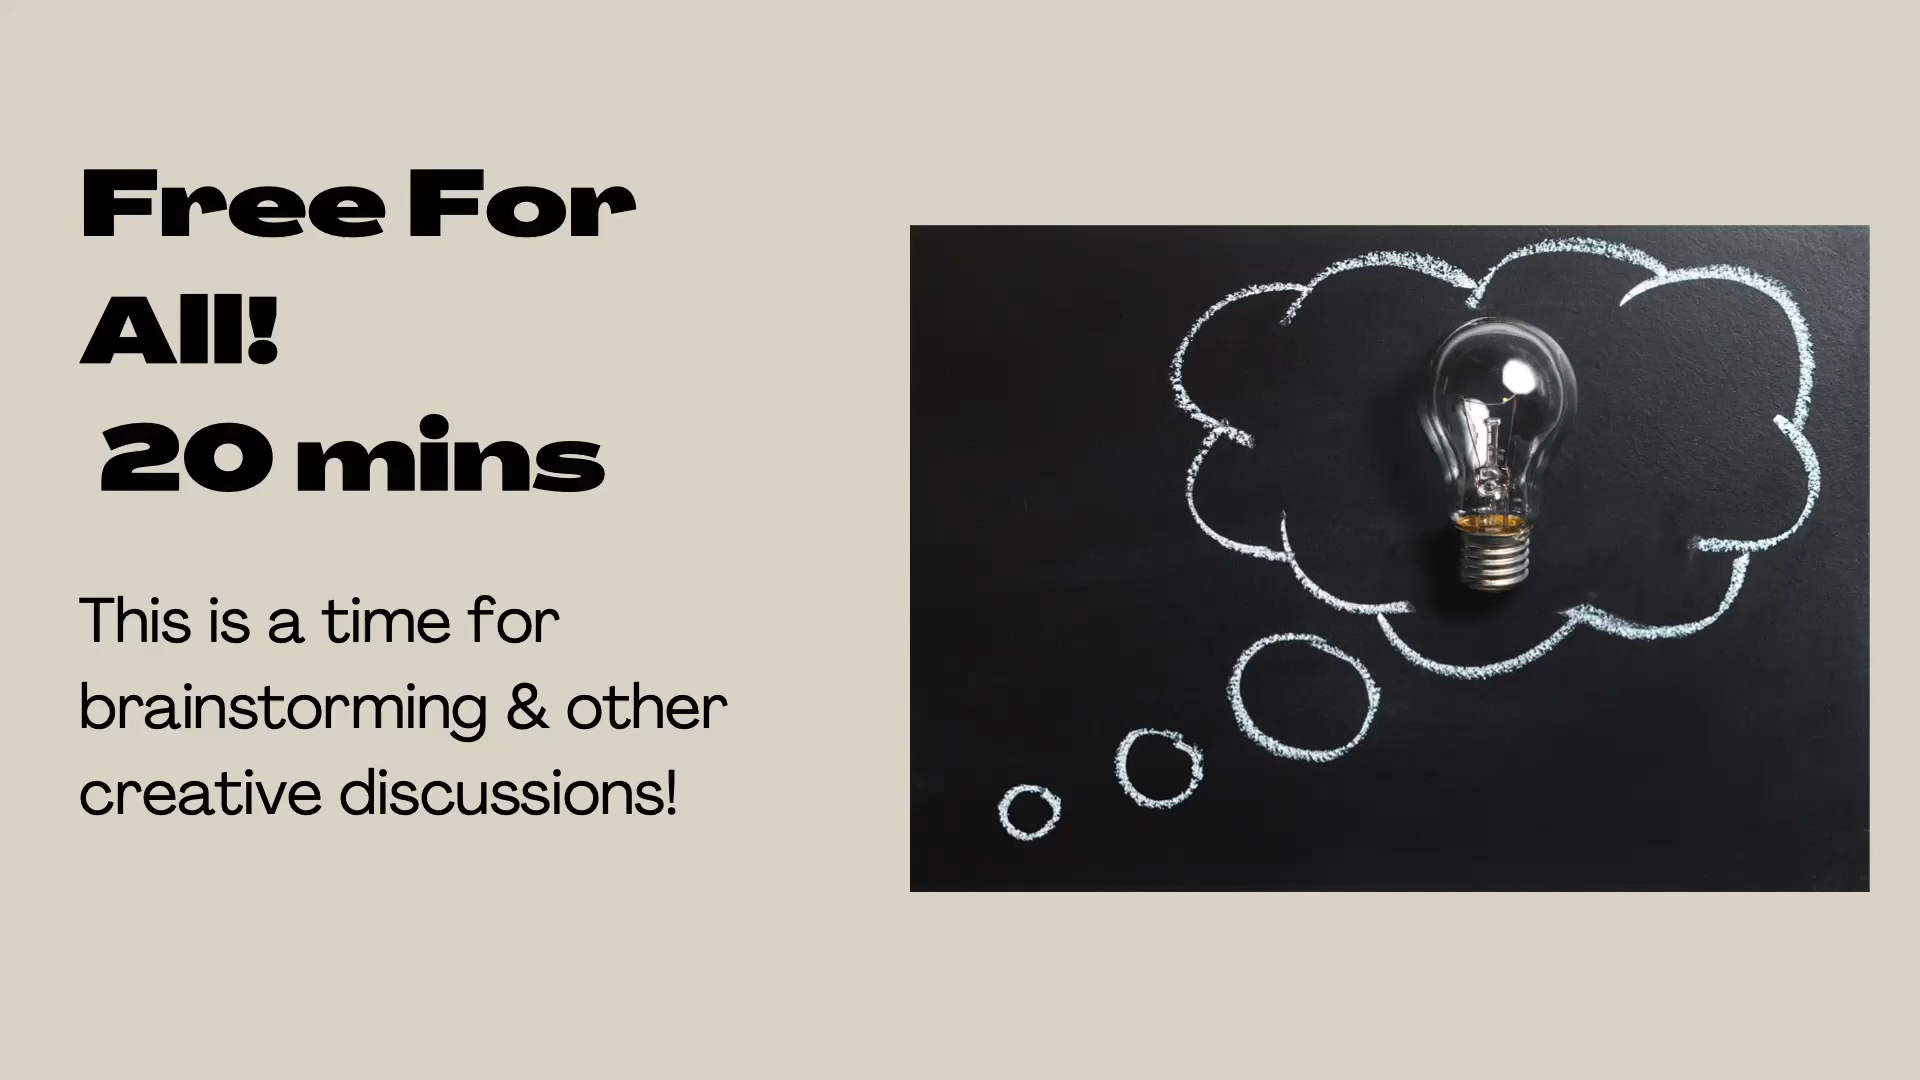 Free For
All!
20 mins
This is a time for
brainstorming & other
creative discussions!